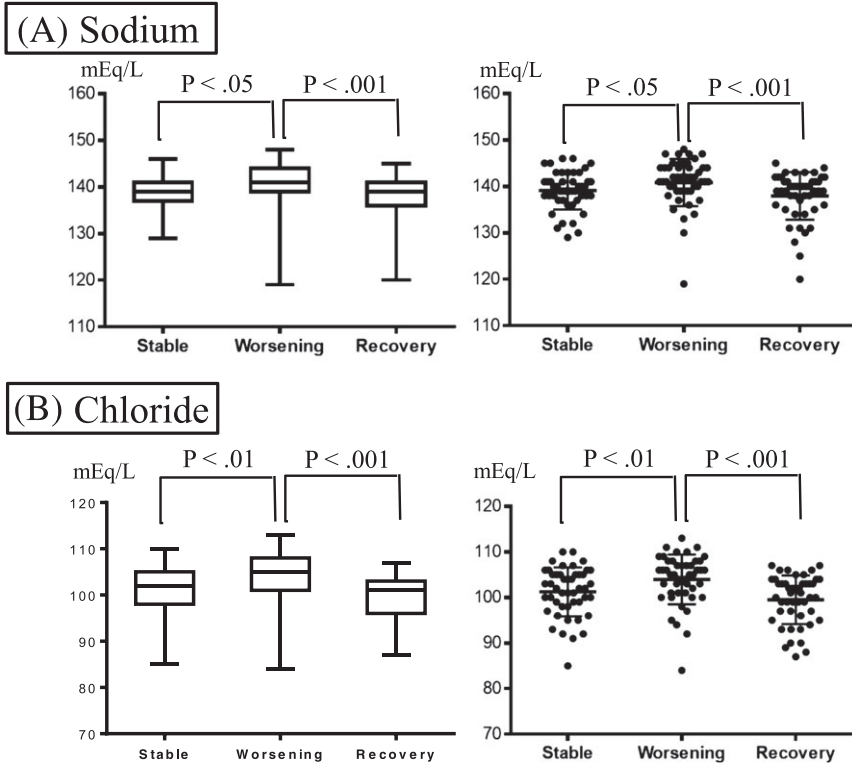 (A) Sodium
mEq/L
P < .05
P < .001
160
150
140
130
120
110
Stable
Worsening
Recovery
mEq/L
P < .05
P < .001
160
150
140
130
120
110
Stable
Worsening
Recovery
(B) Chloride
mEq/L
P < .01
P < .001
120
110
100
90
80
70
Stable
Worsening
Recovery
mEq/L
P < .01
P < .001
120
110
100
90
80
70
Stable
Worsening
Recovery